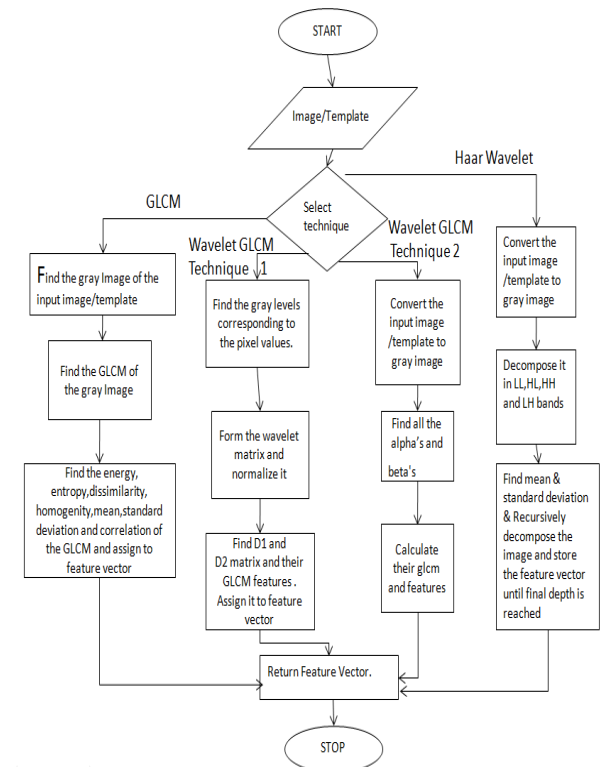 START
Image/Template
Select
technique
GLCM
Wavelet GLCM
Technique 1
Wavelet GLCM
Technique 2
Haar Wavelet
Find the gray Image of the
input image/template
Find the GLCM of
the gray Image
Find the energy,
entropy,dissimilarity,
homogenity,mean,standard
deviation and correlation of
the GLCM and assign to
feature vector
Find the gray levels
corresponding to
the pixel values.
Form the wavelet
matrix and
normalize it
Find D1 and
D2 matrix and their
GLCM features .
Assign it to feature
vector
Convert the
input image
/template to
gray image
Find all the
alpha's and
beta's
Calculate
their glcm
and features
Convert the
input image
/template to
gray image
Decompose it
in LL,HL,HH
and LH bands
Find mean &
standard deviation
& Recursively
decompose the
image and store
the feature vector
until final depth is
reached
Return Feature Vector.
STOP